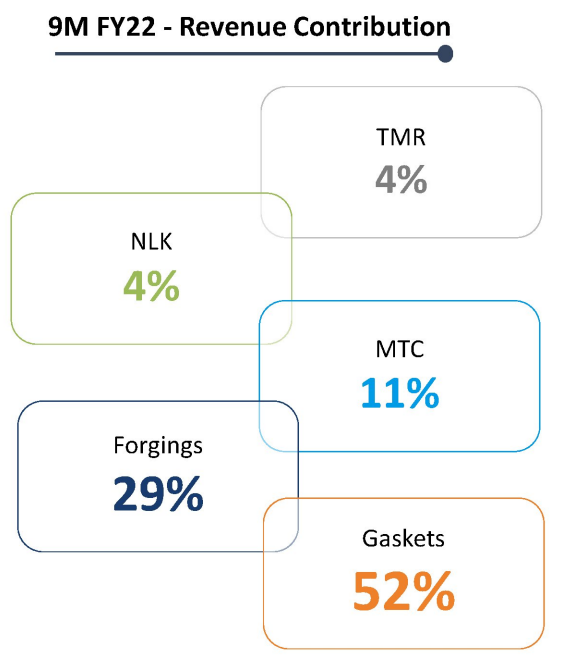 9M FY22 - Revenue Contribution
TMR
4%
NLK
4%
MTC
11%
Forgings
29%
Gaskets
52%